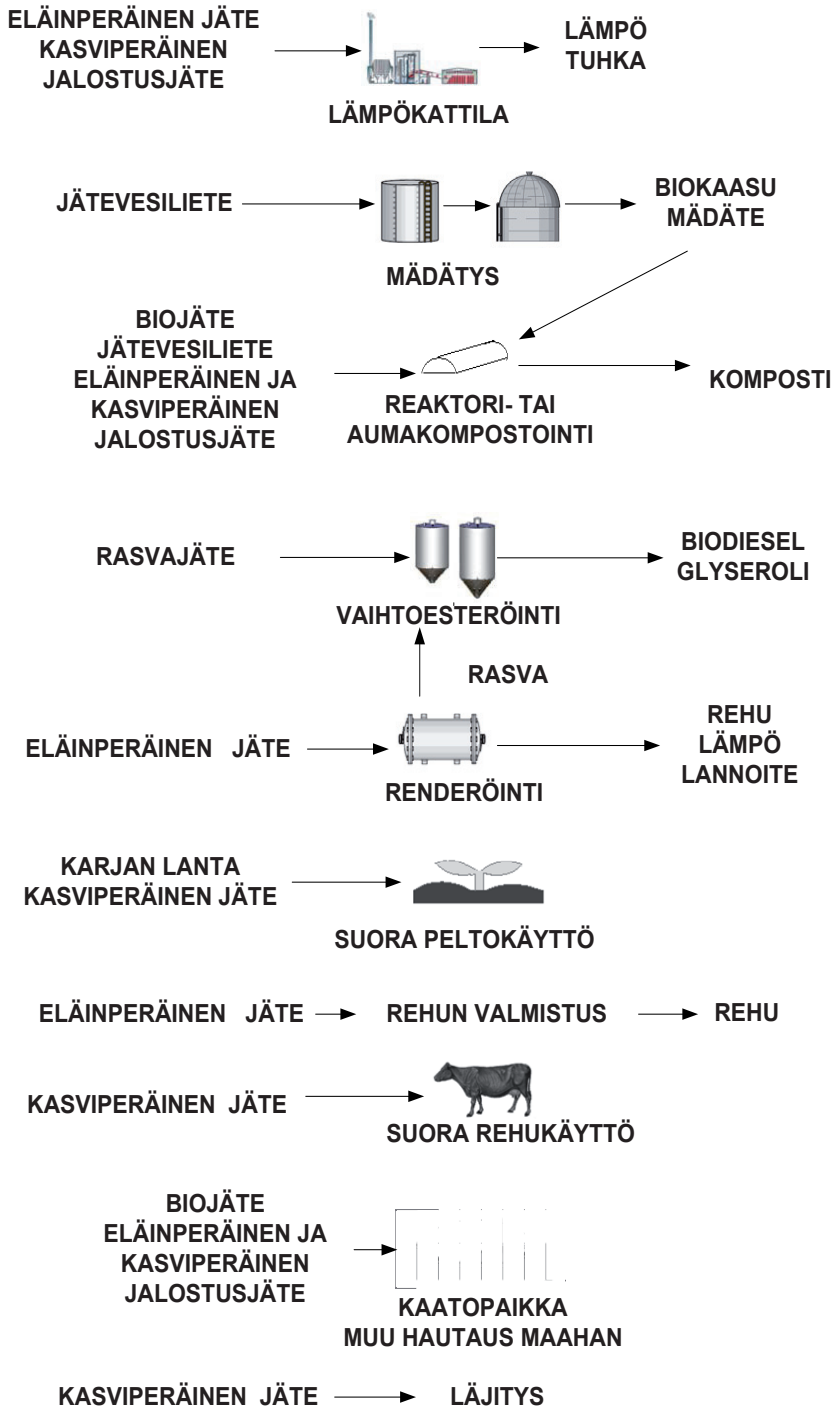 ELÄINPERÄINEN JÄTE
KASVIPERÄINEN
JALOSTUSJÄTE
LÄMPÖKATTILA
LÄMPÖ
TUHKA
JÄTEVESILIETE
MÄDÄTYS
BIOKAASU
MÄDÄTE
BIOJÄTE
JÄTEVESILIETE
ELÄINPERÄINEN JA
KASVIPERÄINEN
JALOSTUSJÄTE
REAKTORI- TAI
AUMAKOMPOSTOINTI
KOMPOSTI
RASVAJÄTE
VAIHTOESTERÖINTI
BIODIESEL
GLYSEROLI
RASVA
ELÄINPERÄINEN JÄTE
RENDERÖINTI
REHU
LÄMPÖ
LANNOITE
KARJAN LANTA
KASVIPERÄINEN JÄTE
SUORA PELTOKÄYTTÖ
ELÄINPERÄINEN JÄTE
REHUN VALMISTUS
REHU
KASVIPERÄINEN JÄTE
SUORA REHUKÄYTTÖ
BIOJÄTE
ELÄINPERÄINEN JA
KASVIPERÄINEN
JALOSTUSJÄTE
KAATOPAIKKA
MUU HAUTAUS MAAHAN
KASVIPERÄINEN JÄTE
LÄJITYS